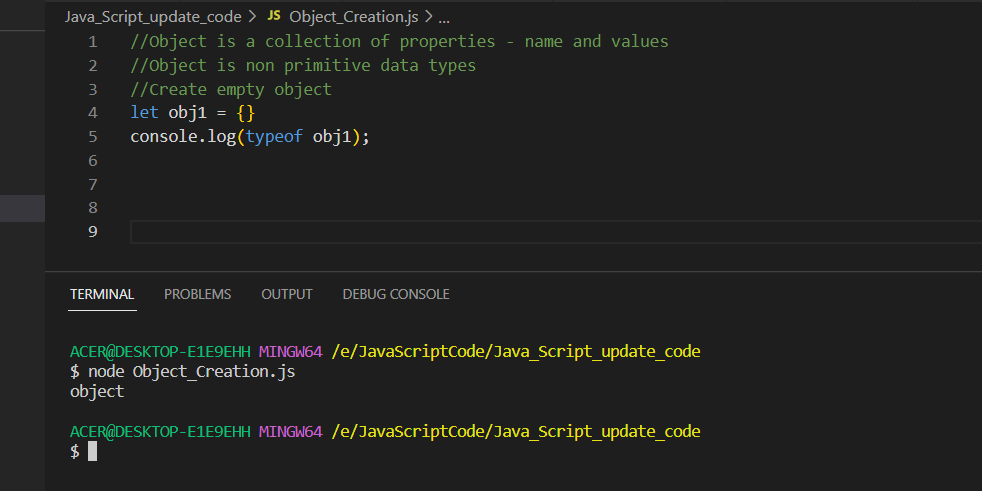 Java_Script_update_code > JS Object_Creation.js > ...
1 //Object is a collection of properties - name and values
2 //Object is non primitive data types
3 //Create empty object
4 let obj1 = {}
5 console.log(typeof obj1);
6
7
8
9
TERMINAL PROBLEMS OUTPUT DEBUG CONSOLE
ACER@DESKTOP-E1E9EHH MINGW64 /e/JavaScriptCode/Java_Script_update_code
$ node Object_Creation.js
object
ACER@DESKTOP-E1E9EHH MINGW64 /e/JavaScriptCode/Java_Script_update_code
$